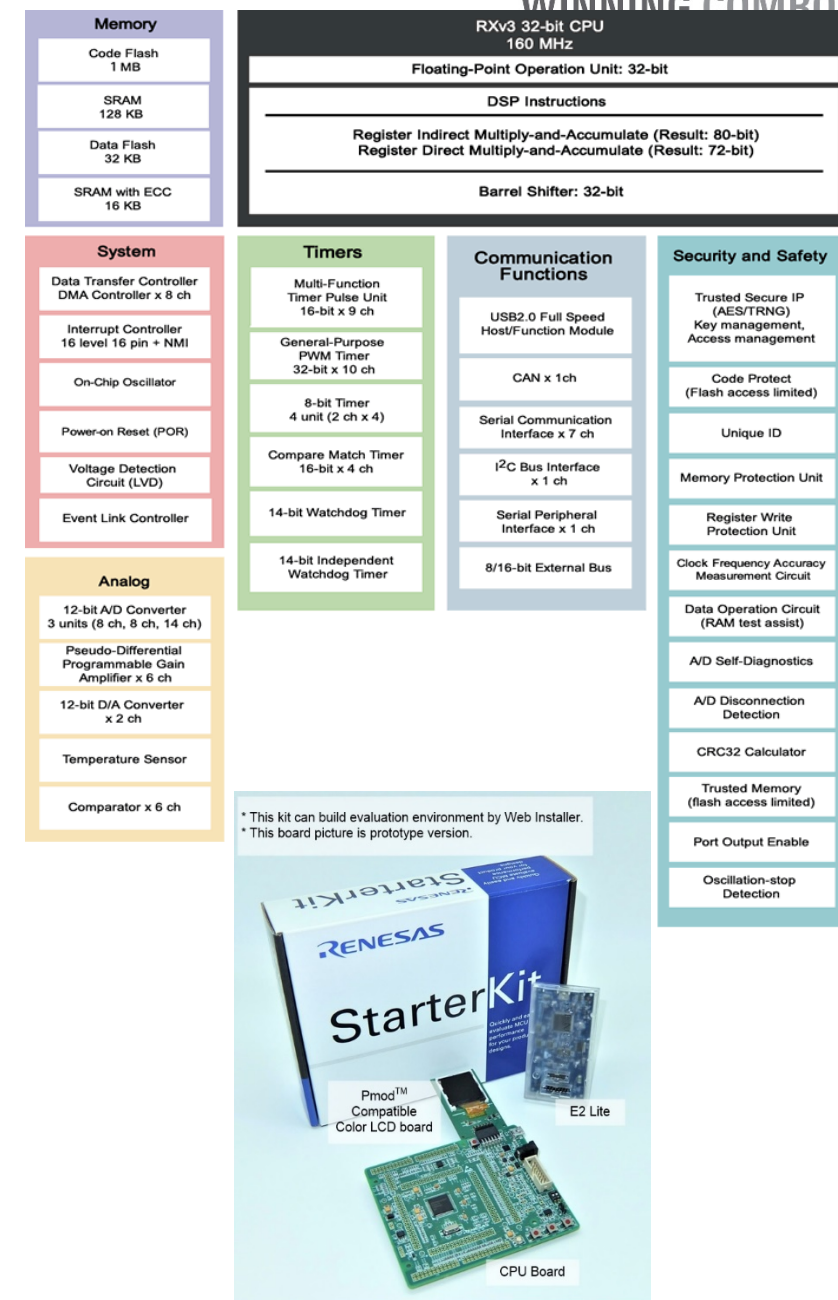 WINNING COMBO
Memory
Code Flash
1 MB
SRAM
128 KB
Data Flash
32 KB
SRAM with ECC
16 KB
RXv3 32-bit CPU
160 MHz
Floating-Point Operation Unit: 32-bit
DSP Instructions
Register Indirect Multiply-and-Accumulate (Result: 80-bit)
Register Direct Multiply-and-Accumulate (Result: 72-bit)
Barrel Shifter: 32-bit
System
Data Transfer Controller
DMA Controller x 8 ch
Interrupt Controller
16 level 16 pin + NMI
On-Chip Oscillator
Power-on Reset (POR)
Voltage Detection
Circuit (LVD)
Event Link Controller
Timers
Multi-Function
Timer Pulse Unit
16-bit x 9 ch
General-Purpose
PWM Timer
32-bit x 10 ch
8-bit Timer
4 unit (2 ch x 4)
Compare Match Timer
16-bit x 4 ch
14-bit Watchdog Timer
14-bit Independent
Watchdog Timer
Communication
Functions
USB2.0 Full Speed
Host/Function Module
CAN x 1ch
Serial Communication
Interface x 7 ch
I2C Bus Interface
x 1 ch
Serial Peripheral
Interface x 1 ch
8/16-bit External Bus
Security and Safety
Trusted Secure IP
(AES/TRNG)
Key management,
Access management
Code Protect
(Flash access limited)
Unique ID
Memory Protection Unit
Register Write
Protection Unit
Clock Frequency Accuracy
Measurement Circuit
Data Operation Circuit
(RAM test assist)
A/D Self-Diagnostics
A/D Disconnection
Detection
CRC32 Calculator
Trusted Memory
(flash access limited)
Port Output Enable
Oscillation-stop
Detection
Analog
12-bit A/D Converter
3 units (8 ch, 8 ch, 14 ch)
Pseudo-Differential
Programmable Gain
Amplifier x 6 ch
12-bit D/A Converter
x 2 ch
Temperature Sensor
Comparator x 6 ch
* This kit can build evaluation environment by Web Installer.
* This board picture is prototype version.
StarterKit
RENESAS
StarterKit
Quickly and
evaluate MCU
performance
for your
designs.
Pmod™
Compatible
Color LCD board
E2 Lite
CPU Board